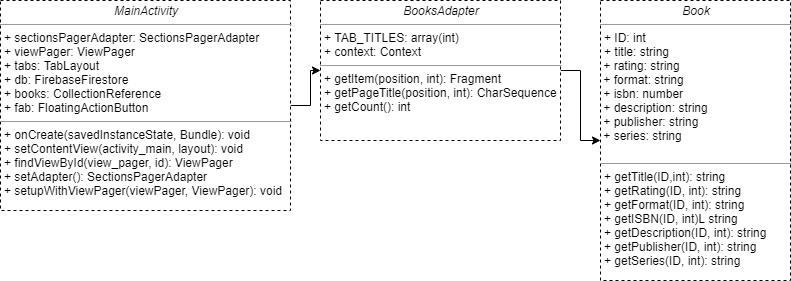 MainActivity
+ sectionsPagerAdapter: SectionsPagerAdapter
+ viewPager: ViewPager
+ tabs: TabLayout
+ db: FirebaseFirestore
+ books: CollectionReference
+ fab: FloatingActionButton
+ onCreate(savedInstanceState, Bundle): void
+ setContentView(activity_main, layout): void
+ findViewById(view_pager, id): ViewPager
+ setAdapter(): SectionsPagerAdapter
+ setupWithViewPager(viewPager, ViewPager): void
BooksAdapter
+ TAB_TITLES: array(int)
+ context: Context
+ getItem(position, int): Fragment
+ getPageTitle(position, int): CharSequence
+ getCount(): int
Book
+ ID: int
+ title: string
+ rating: string
+ format: string
+ isbn: number
+ description: string
+ publisher: string
+ series: string
+ getTitle(ID,int): string
+ getRating(ID, int): string
+ getFormat(ID, int): string
+ getISBN(ID, int)L string
+ getDescription(ID, int): string
+ getPublisher(ID, int): string
+ getSeries(ID, int): string